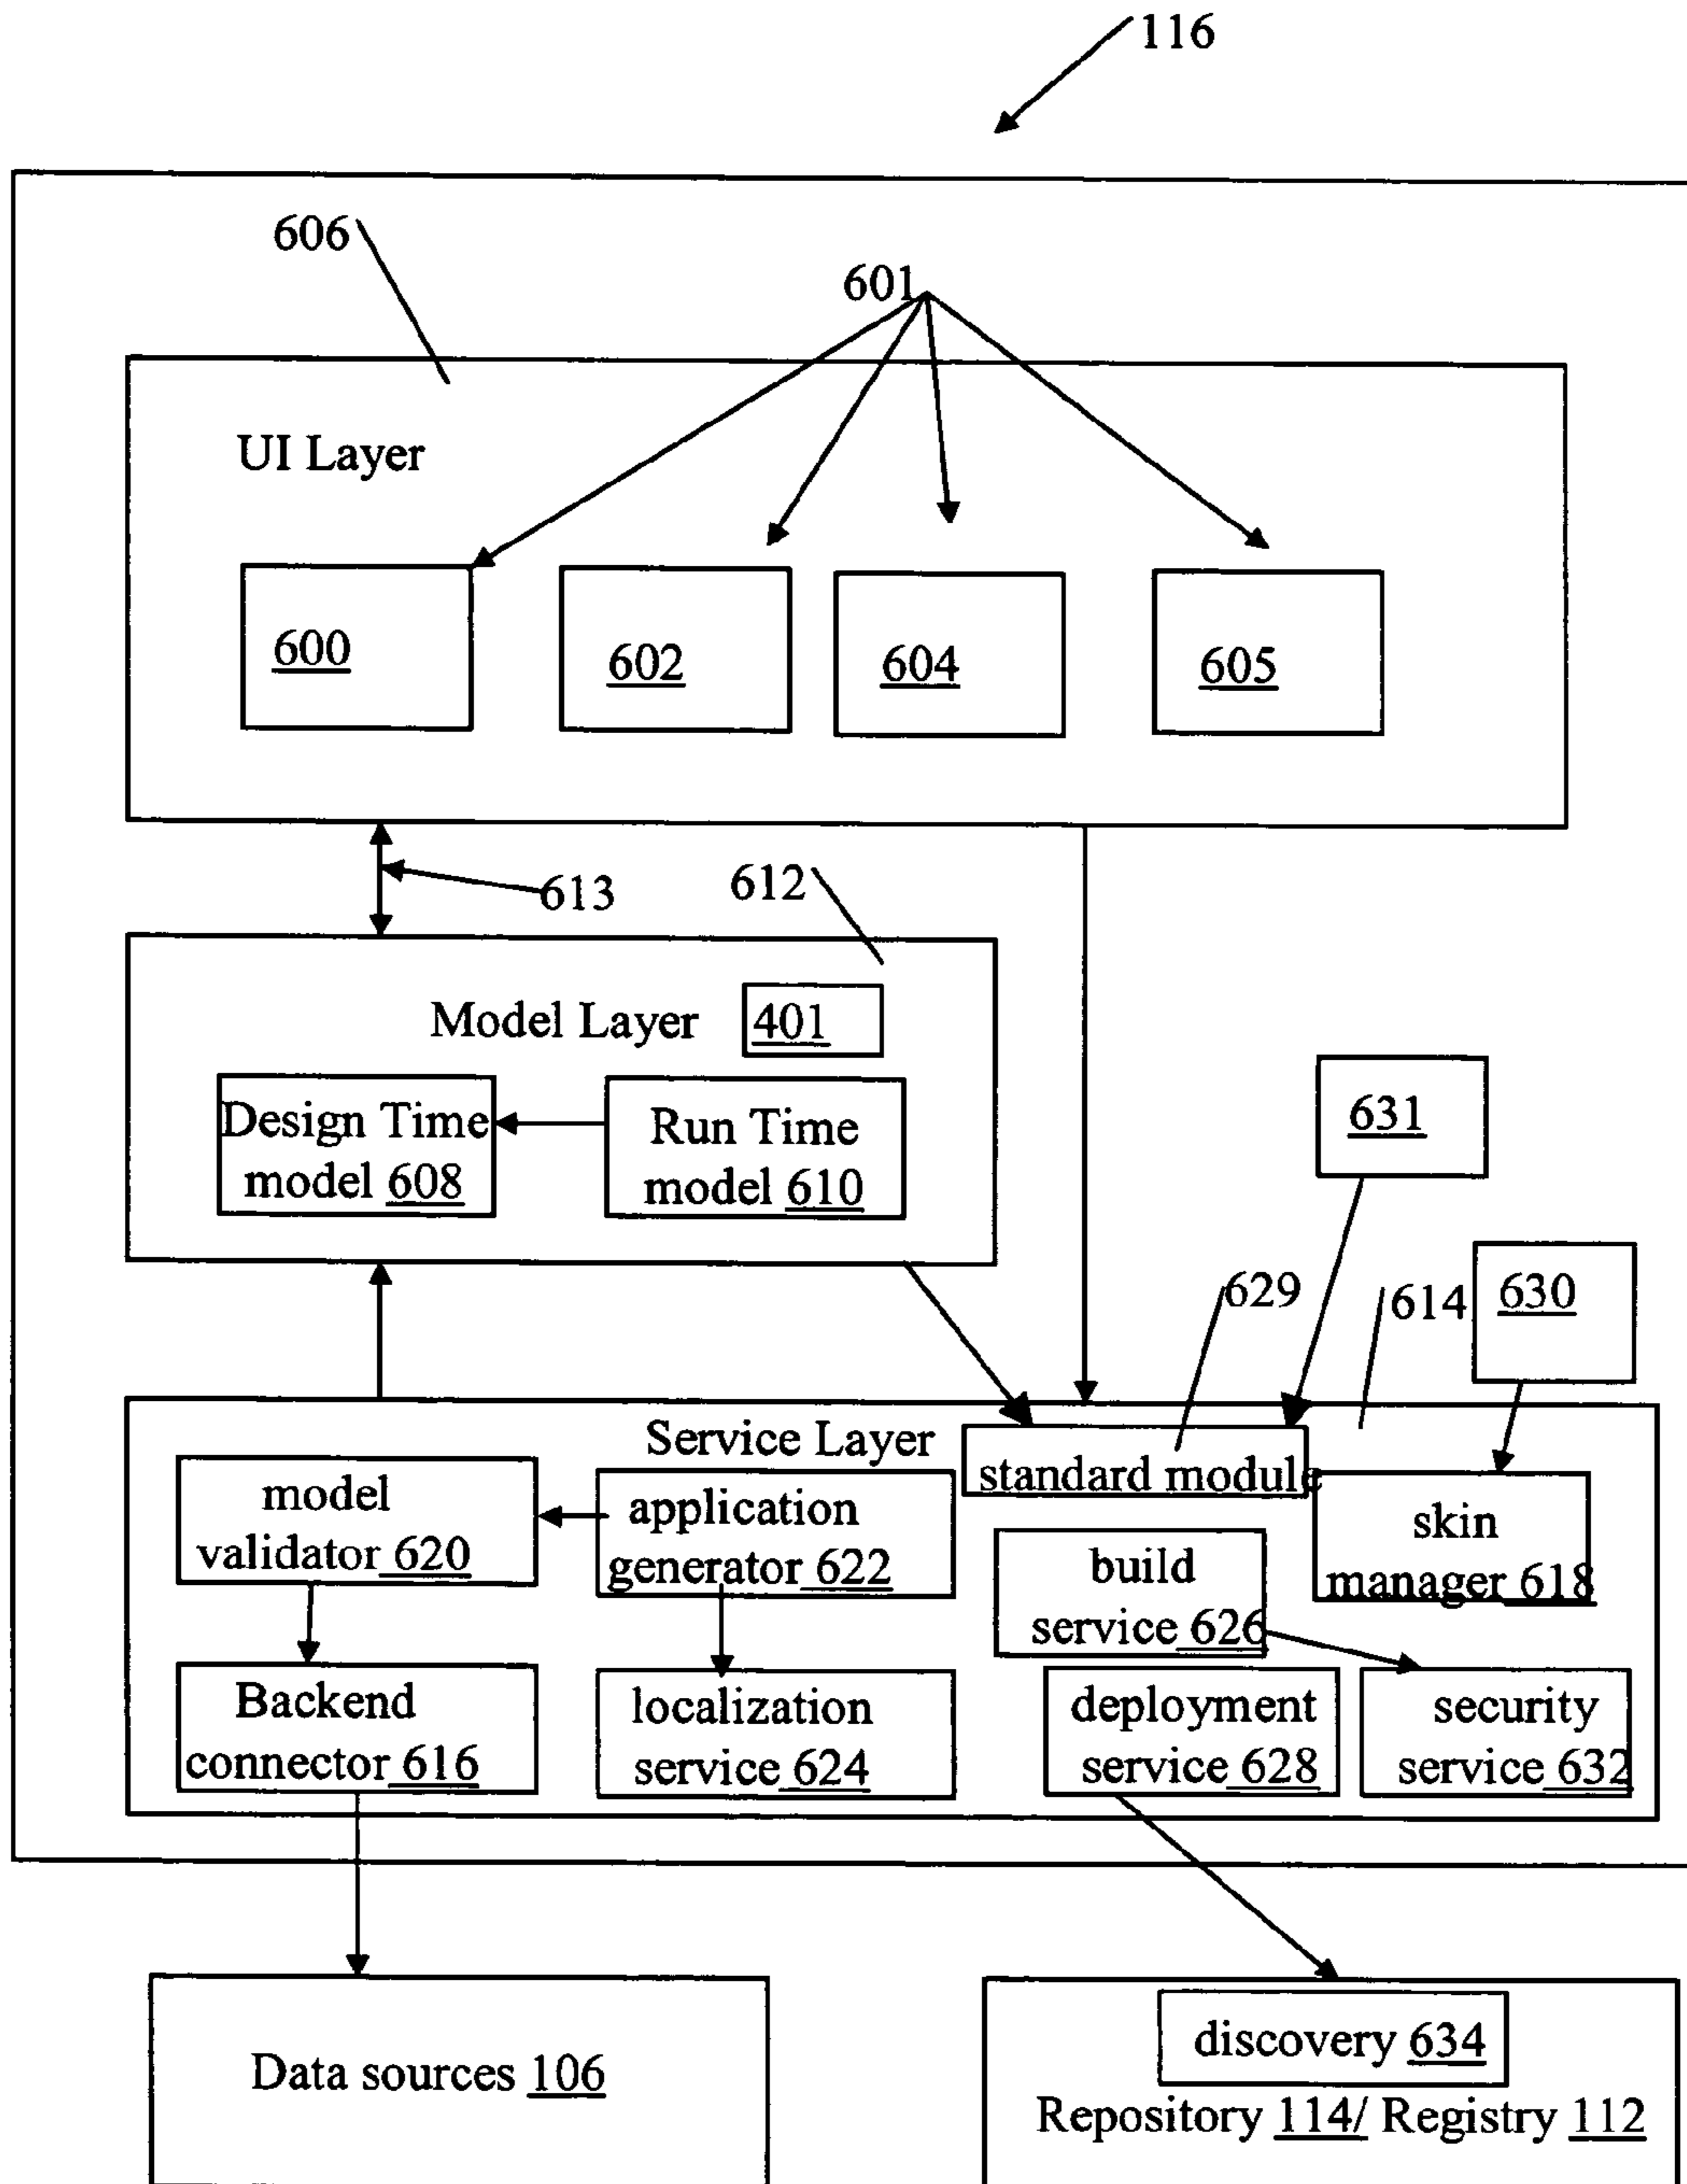 116
606
601
UI Layer
600
602
604
605
613
612
Model Layer
401
Design Time
model 608
Run Time
model 610
631
629
614
630
Service Layer
standard module
model
validator 620
application
generator 622
skin
manager 618
build
service 626
Backend
connector 616
localization
service 624
deployment
service 628
security
service 632
discovery 634
Data sources 106
Repository 114/ Registry 112